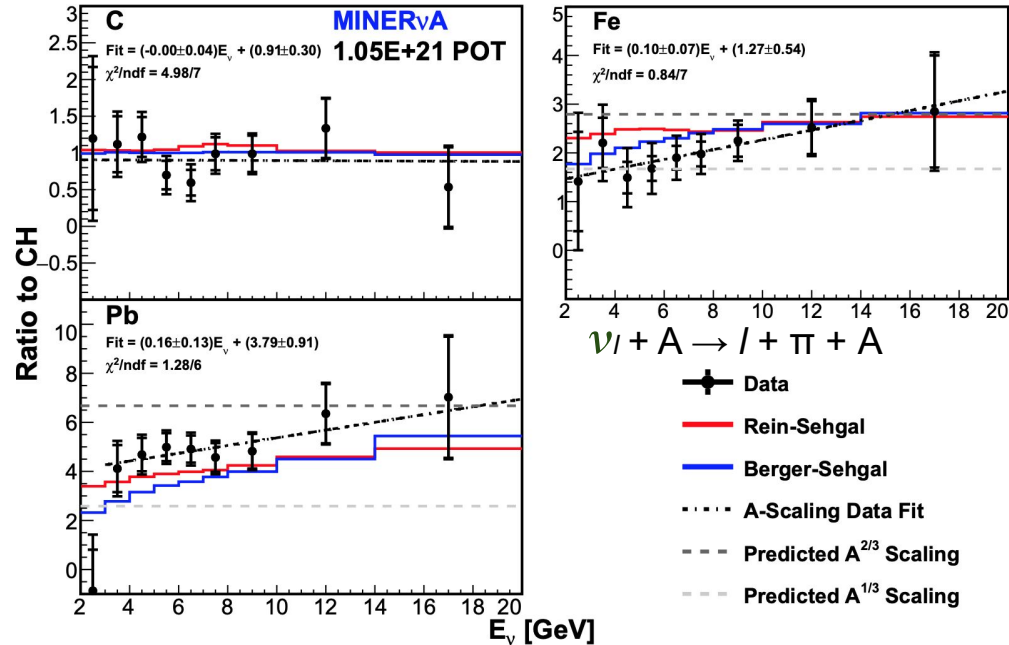 C
MINERνA
1.05E+21 POT
Fit = (-0.00±0.04)Eν + (0.91±0.30)
χ²/ndf = 4.98/7
3
2.5
2
1.5
1
0.5
0
−0.5
Fe
Fit = (0.10±0.07)Eν + (1.27±0.54)
χ²/ndf = 0.84/7
5
4
3
2
1
0
2 4 6 8 10 12 14 16 18 20
Ratio to CH
Pb
Fit = (0.16±0.13)Eν + (3.79±0.91)
χ²/ndf = 1.28/6
10
8
6
4
2
0
2 4 6 8 10 12 14 16 18 20
Eν [GeV]
νl + A → l + π + A
Data
Rein-Sehgal
Berger-Sehgal
A-Scaling Data Fit
Predicted A^2/3 Scaling
Predicted A^1/3 Scaling